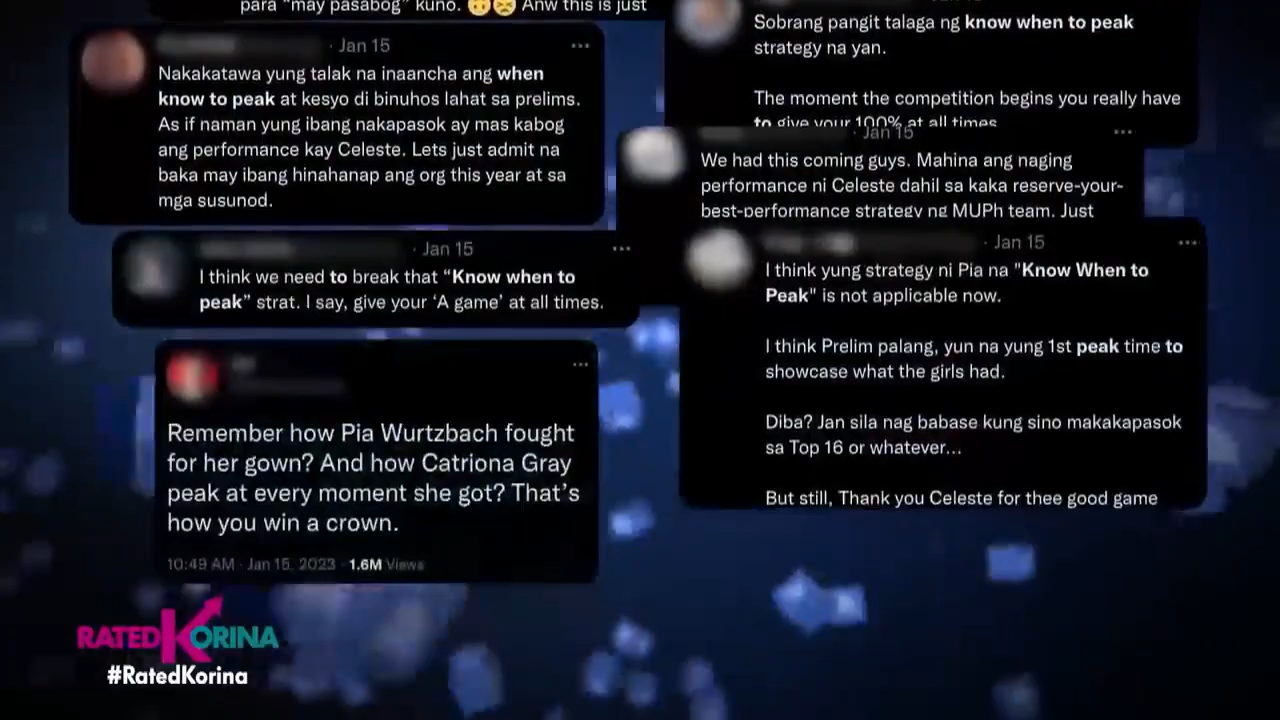 para “may pasabog” kuno. 🙃😣 Anw this is just
· Jan 15
Nakakatawa yung talak na inaancha ang when
know to peak at kesyo di binuhos lahat sa prelims.
As if naman yung ibang nakapasok ay mas kabog
ang performance kay Celeste. Lets just admit na
baka may ibang hinahanap ang org this year at sa
mga susunod.
· Jan 15
I think we need to break that “Know when to
peak” strat. I say, give your ‘A game’ at all times.
Remember how Pia Wurtzbach fought
for her gown? And how Catriona Gray
peak at every moment she got? That’s
how you win a crown.
10:49 AM · Jan 15, 2023 · 1.6M Views
Sobrang pangit talaga ng know when to peak
strategy na yan.
The moment the competition begins you really have
to give your 100% at all times.
· Jan 15
We had this coming guys. Mahina ang naging
performance ni Celeste dahil sa kaka reserve-your-
best-performance strategy ng MUPh team. Just
· Jan 15
I think yung strategy ni Pia na "Know When to
Peak" is not applicable now.
I think Prelim palang, yun na yung 1st peak time to
showcase what the girls had.
Diba? Jan sila nag babase kung sino makakapasok
sa Top 16 or whatever...
But still, Thank you Celeste for thee good game
RATED KORINA
#RatedKorina